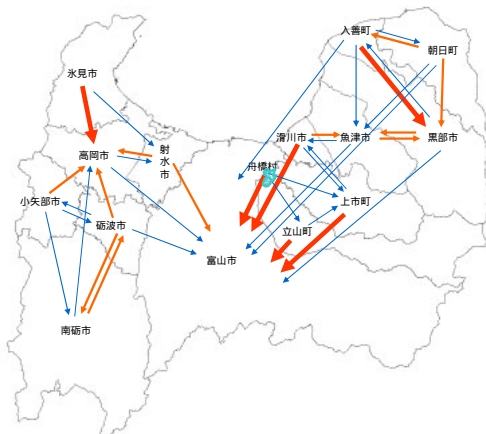 入善町
朝日町
氷見市
滑川市
魚津市
黒部市
高岡市
射
水
市
舟橋村
小矢部市
上市町
砺波市
立山町
富山市
南砺市